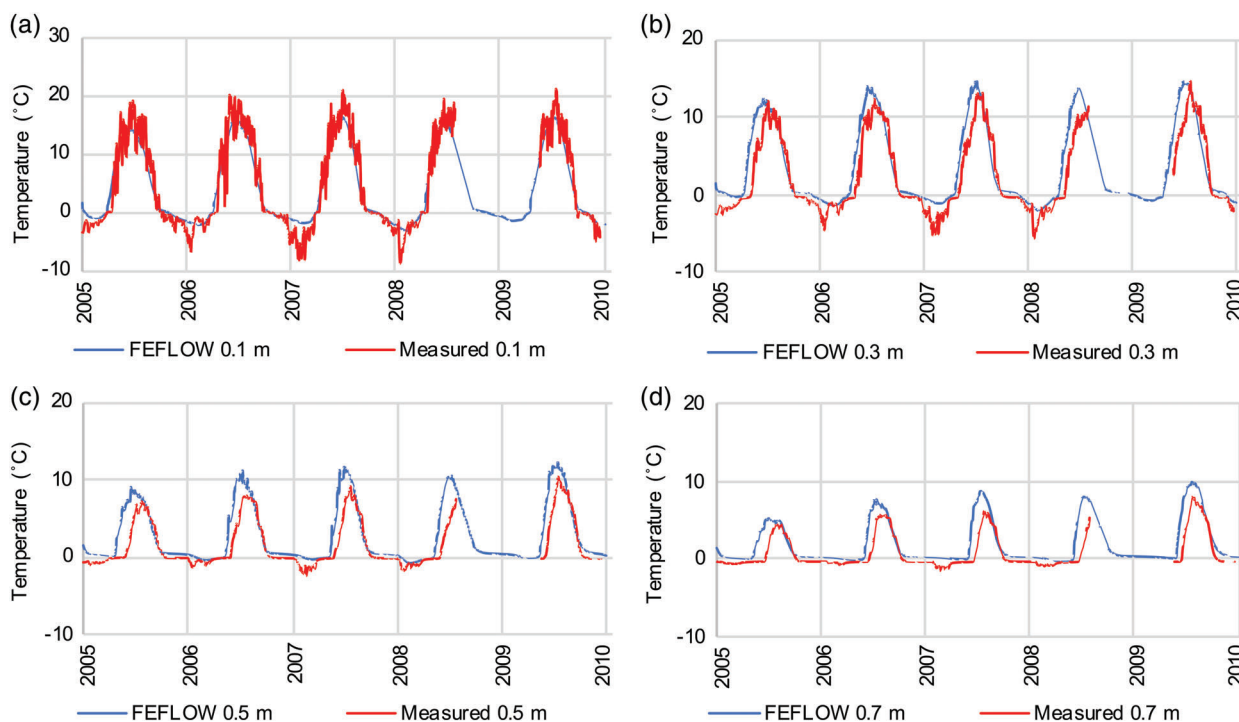 (a)
30
20
10
0
-10
Temperature (˚C)
2005
2006
2007
2008
2009
2010
FEFLOW 0.1 m
Measured 0.1 m
(b)
20
10
0
-10
Temperature (˚C)
2005
2006
2007
2008
2009
2010
FEFLOW 0.3 m
Measured 0.3 m
(c)
20
10
0
-10
Temperature (˚C)
2005
2006
2007
2008
2009
2010
FEFLOW 0.5 m
Measured 0.5 m
(d)
20
10
0
-10
Temperature (˚C)
2005
2006
2007
2008
2009
2010
FEFLOW 0.7 m
Measured 0.7 m